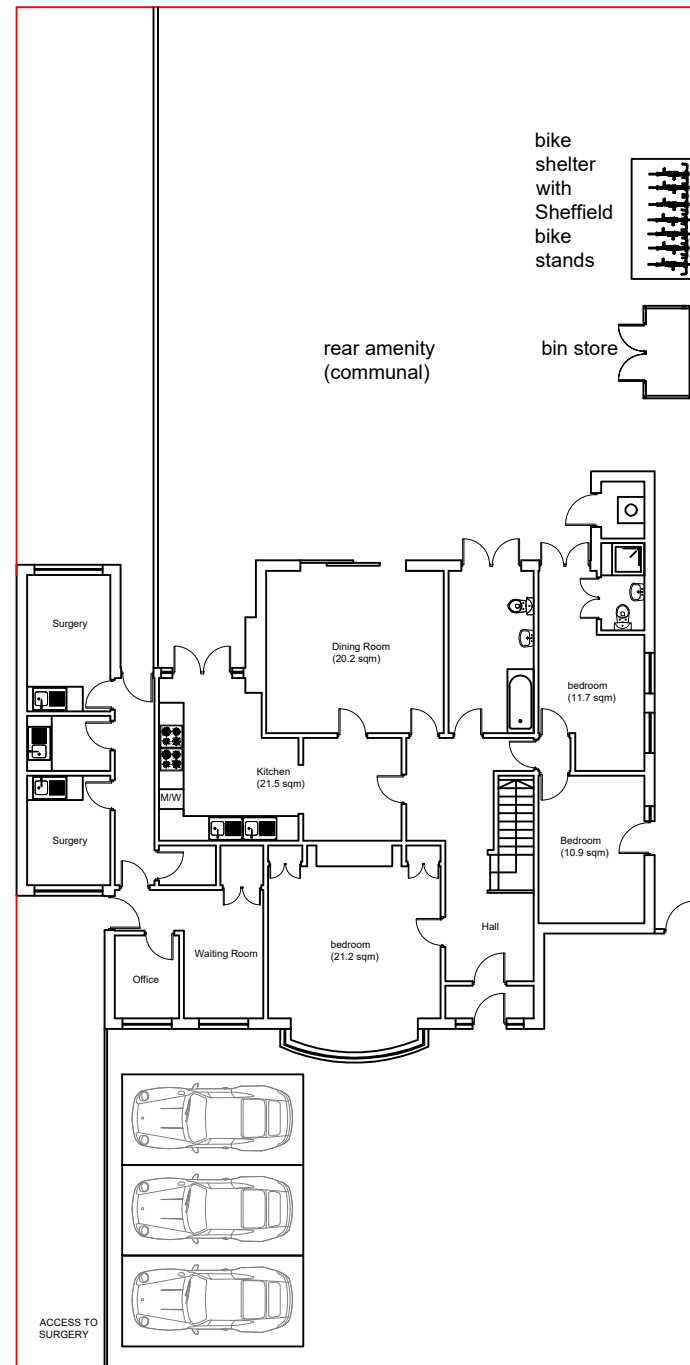 bike
shelter
with
Sheffield
bike
stands
rear amenity
(communal)
bin store
Surgery
Dining Room
(20.2 sqm)
bedroom
(11.7 sqm)
Kitchen
(21.5 sqm)
M/W
Surgery
Bedroom
(10.9 sqm)
Hall
bedroom
(21.2 sqm)
Waiting Room
Office
ACCESS TO
SURGERY